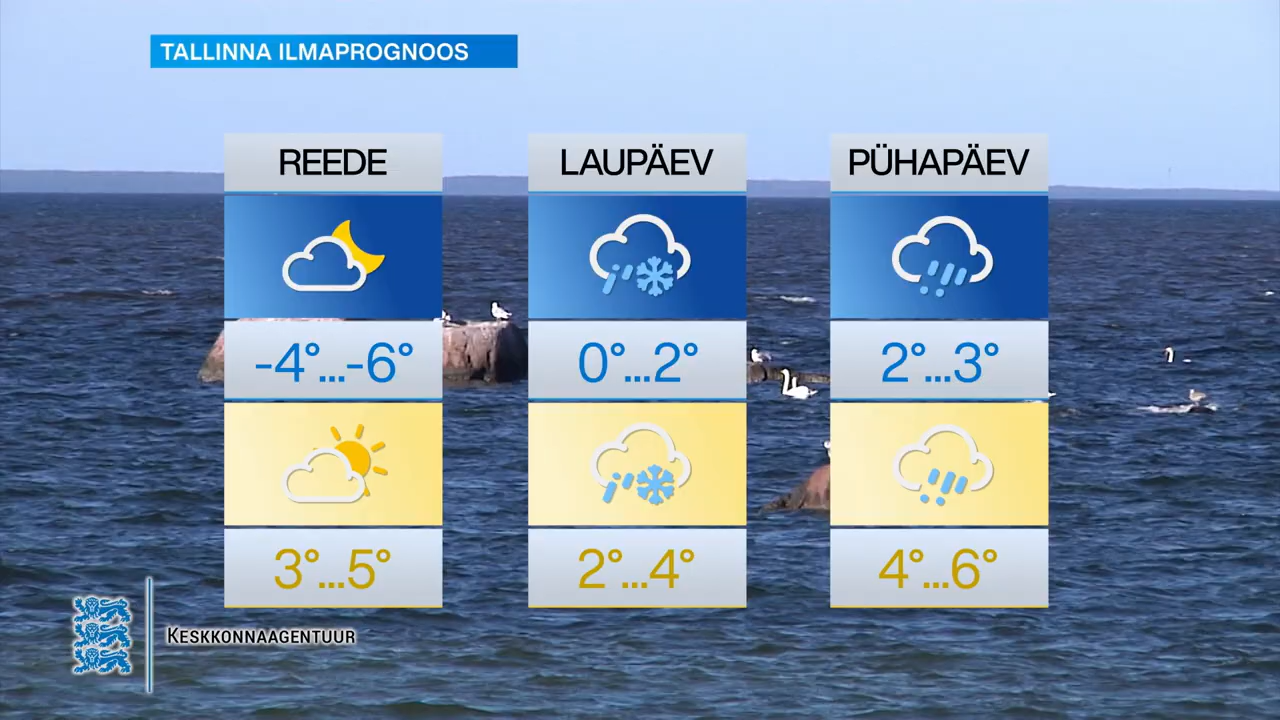 TALLINNA ILMAPROGNOOS
REEDE
LAUPÄEV
PÜHAPÄEV
-4°...-6°
0°...2°
2°...3°
3°...5°
2°...4°
4°...6°
KESKKONNAAGENTUUR